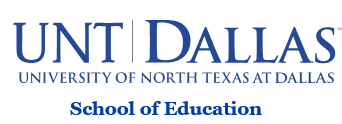 UNT DALLAS™
UNIVERSITY OF NORTH TEXAS AT DALLAS
School of Education